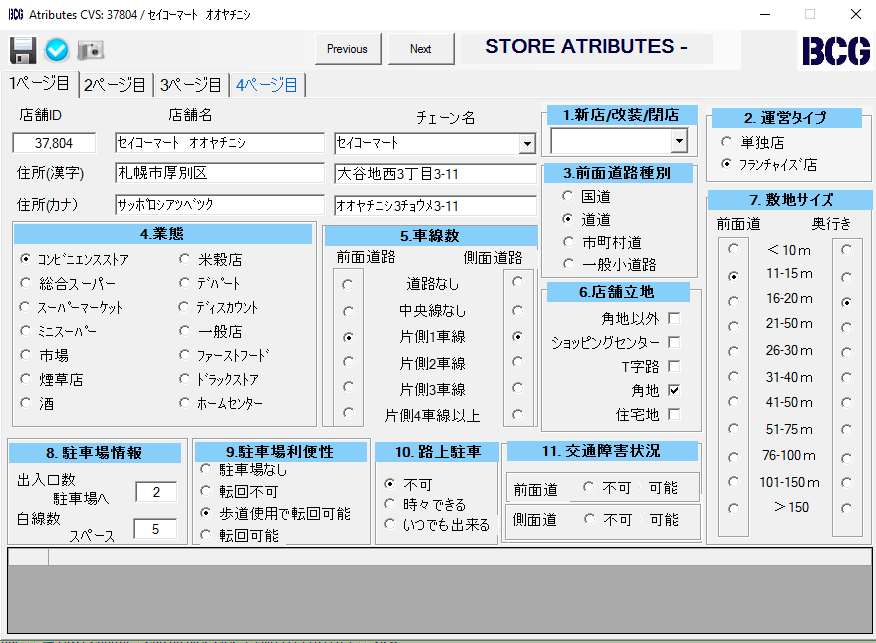 BCG Atributes CVS: 37804 / ｾｲｺｰﾏｰﾄ　ｵｵﾔﾁﾆｼ
Previous
Next
STORE ATRIBUTES -
BCG
1ページ目
2ページ目
3ページ目
4ページ目
店舗ID
店舗名
チェーン名
37,804
ｾｲｺｰﾏｰﾄ　ｵｵﾔﾁﾆｼ
ｾｲｺｰﾏｰﾄ
住所(漢字)
札幌市厚別区
大谷地西3丁目3-11
住所(ｶﾅ)
ｻｯﾎﾟﾛｼｱﾂﾍﾞﾂｸ
ｵｵﾔﾁﾆｼ3ﾁｮｳﾒ3-11
1.新店/改装/閉店
2. 運営タイプ
単独店
ﾌﾗﾝﾁｬｲｽﾞ店
3.前面道路種別
国道
道道
市町村道
一般小道路
4.業態
ｺﾝﾋﾞﾆｴﾝｽｽﾄｱ
総合スーパー
ｽｰﾊﾟｰﾏｰｹｯﾄ
ﾐﾆｽｰﾊﾟｰ
市場
煙草店
酒
米穀店
ﾃﾞﾊﾟｰﾄ
ﾃﾞｨｽｶｳﾝﾄ
一般店
ﾌｧｰｽﾄﾌｰﾄﾞ
ﾄﾞﾗｯｸｽﾄｱ
ﾎｰﾑｾﾝﾀｰ
5.車線数
前面道路
側面道路
道路なし
中央線なし
片側1車線
片側2車線
片側3車線
片側4車線以上
6.店舗立地
角地以外
ショッピングセンター
T字路
角地
住宅地
7. 敷地サイズ
前面道
奥行き
＜10ｍ
11-15ｍ
16-20ｍ
21-50ｍ
26-30ｍ
31-40ｍ
41-50ｍ
51-75ｍ
76-100ｍ
101-150ｍ
＞150
8. 駐車場情報
出入口数
駐車場へ
2
白線数
スペース
5
9.駐車場利便性
駐車場なし
転回不可
歩道使用で転回可能
転回可能
10. 路上駐車
不可
時々できる
いつでも出来る
11. 交通障害状況
前面道
不可
可能
側面道
不可
可能